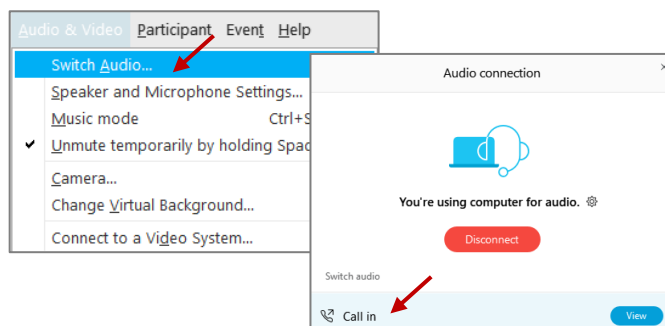 Audio & Video Participant Event Help
Switch Audio...
Speaker and Microphone Settings...
Music mode Ctrl+S
Unmute temporarily by holding Spac
Camera...
Change Virtual Background...
Connect to a Video System...
Audio connection
You're using computer for audio.
Disconnect
Switch audio
Call in View